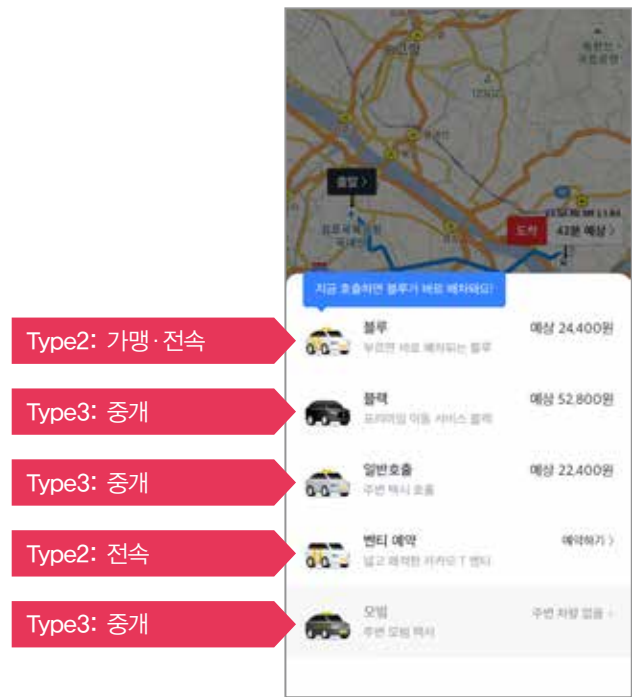 출발 >
도착 42분 예상 >
지금 호출하면 블루가 바로 배차돼요!
Type2: 가맹·전속
블루 예상 24,400원
부르면 바로 배차되는 블루
Type3: 중개
블랙 예상 52,800원
프리미엄 이동 서비스 블랙
Type3: 중개
일반호출 예상 22,400원
주변 택시 호출
Type2: 전속
벤티 예약 예약하기 >
넓고 쾌적한 카카오 T 벤티
Type3: 중개
모범 주변 차량 없음
주변 모범 택시